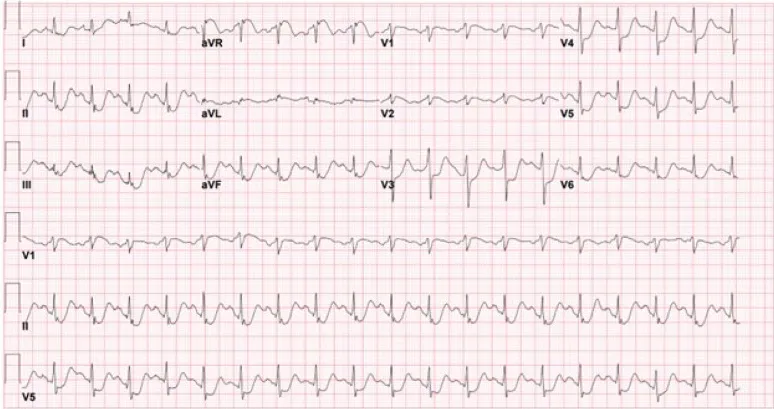 I aVR V1 V4
II aVL V2 V5
III aVF V3 V6
V1
II
V5